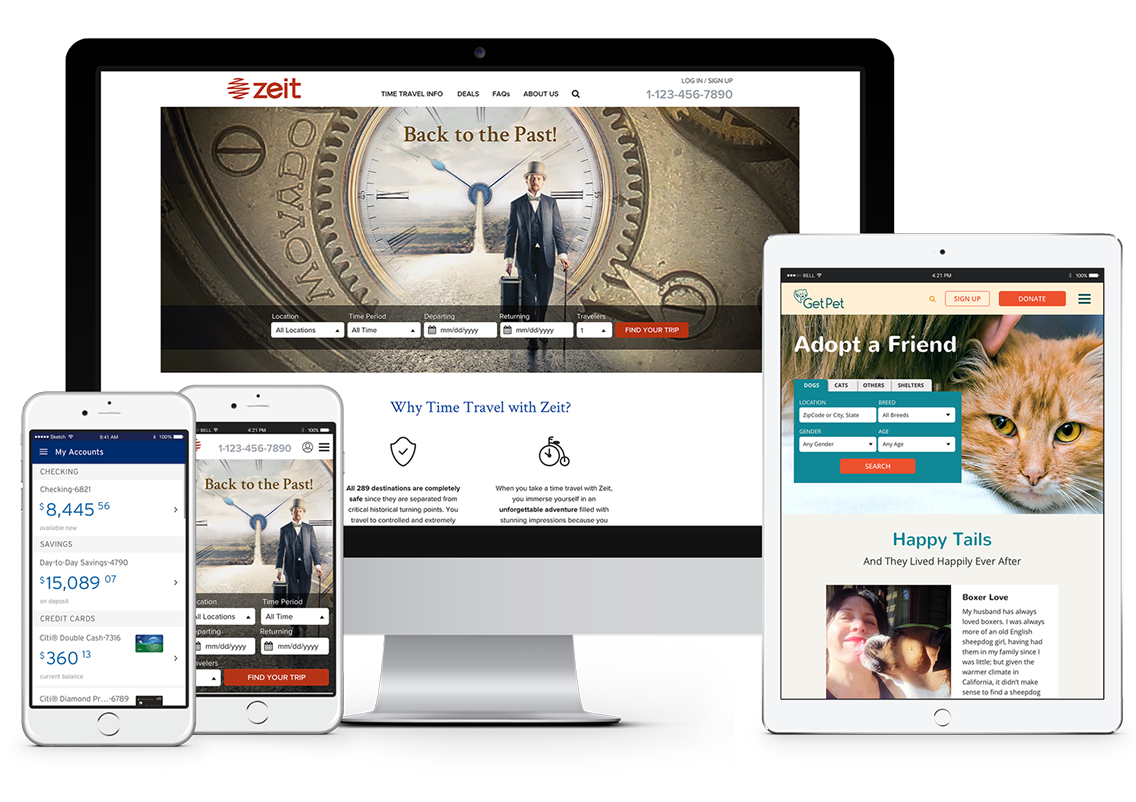 zeit
TIME TRAVEL INFO DEALS FAQs ABOUT US
LOG IN / SIGN UP
1-123-456-7890
Back to the Past!
MOVADO
Location Time Period Departing Returning Travelers
All Locations All Time mm/dd/yyyy mm/dd/yyyy 1 FIND YOUR TRIP
Why Time Travel with Zeit?
All 289 destinations are completely
safe since they are separated from
critical historical turning points. You
travel to controlled and extremely
When you take a time travel with Zeit,
you immerse yourself in an
unforgettable adventure filled with
stunning impressions because you
Sketch 9:41 AM 100%
My Accounts
CHECKING
Checking-6821
$8,445 56
available now
SAVINGS
Day-to-Day Savings-4790
$15,089 07
on deposit
CREDIT CARDS
Citi® Double Cash-7316
$360 13
current balance
Citi® Diamond Pr...-6789
BELL 4:21 PM 100%
1-123-456-7890
Back to the Past!
cation Time Period
All Locations All Time
parting Returning
mm/dd/yyyy mm/dd/yyyy
avelers
FIND YOUR TRIP
BELL 4:21 PM 100%
GetPet SIGN UP DONATE
Adopt a Friend
DOGS CATS OTHERS SHELTERS
LOCATION BREED
ZipCode or City, State All Breeds
GENDER AGE
Any Gender Any Age
SEARCH
Happy Tails
And They Lived Happily Ever After
Boxer Love
My husband has always
loved boxers. I was always
more of an old English
sheepdog girl, having had
them in my family since I
was little; but given the
warmer climate in
California, it didn't make
sense to find a sheepdog